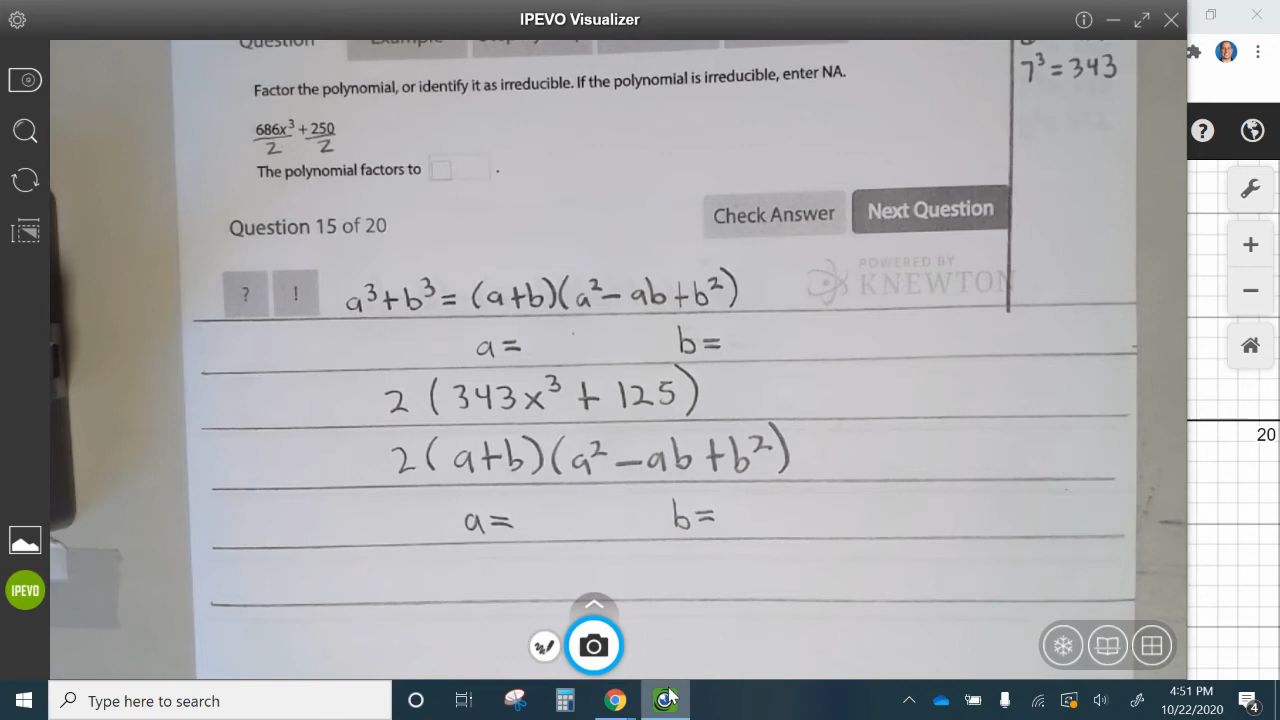 IPEVO Visualizer
Question Example
7³ = 343
Factor the polynomial, or identify it as irreducible. If the polynomial is irreducible, enter NA.
686x³ + 250
2 2
The polynomial factors to .
Question 15 of 20
Check Answer
Next Question
POWERED BY
KNEWTON
? !
a³+b³ = (a+b)(a²- ab+b²)
a= b=
2 (343x³ + 125)
2(a+b)(a²-ab+b²)
a= b=
20
IPEVO
Type here to search
4:51 PM
10/22/2020
4